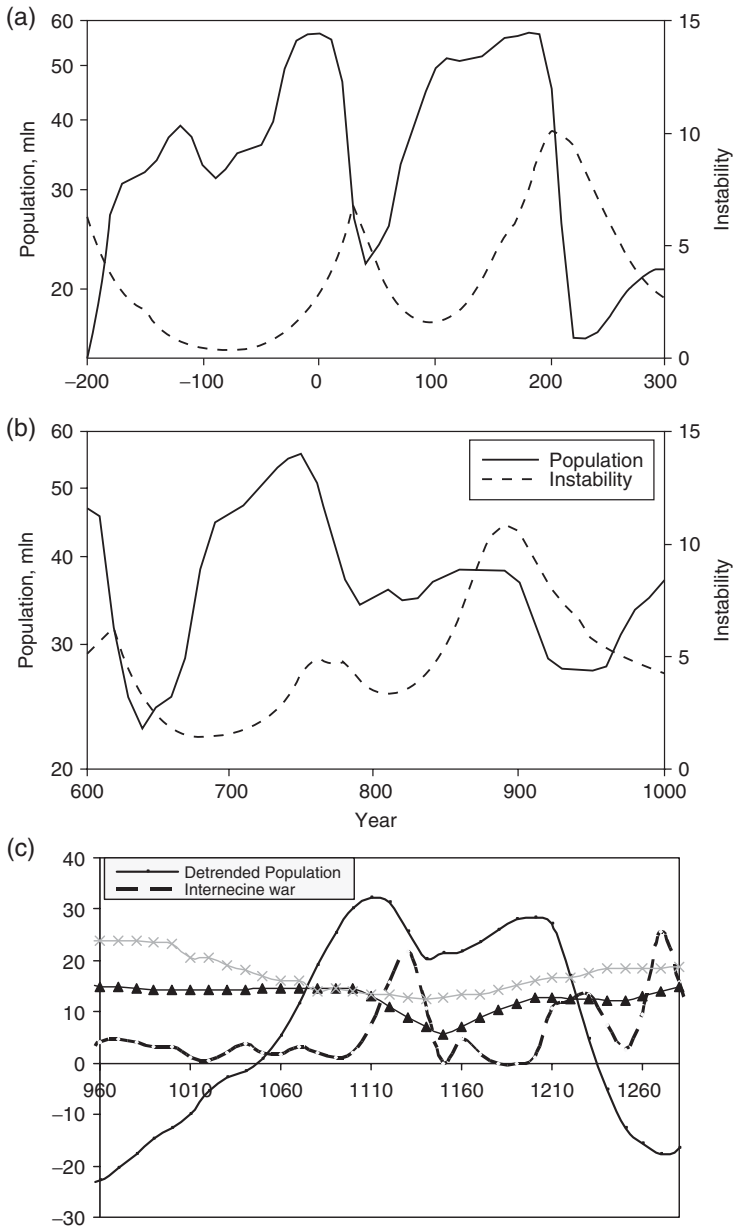 (a)
60
50
40
30
20
Population, mln
15
10
5
0
Instability
−200 −100 0 100 200 300
(b)
60
50
40
30
20
Population, mln
Population
Instability
15
10
5
0
Instability
600 700 800 900 1000
Year
(c)
40
30
20
10
0
−10
−20
−30
Detrended Population
Internecine war
960 1010 1060 1110 1160 1210 1260